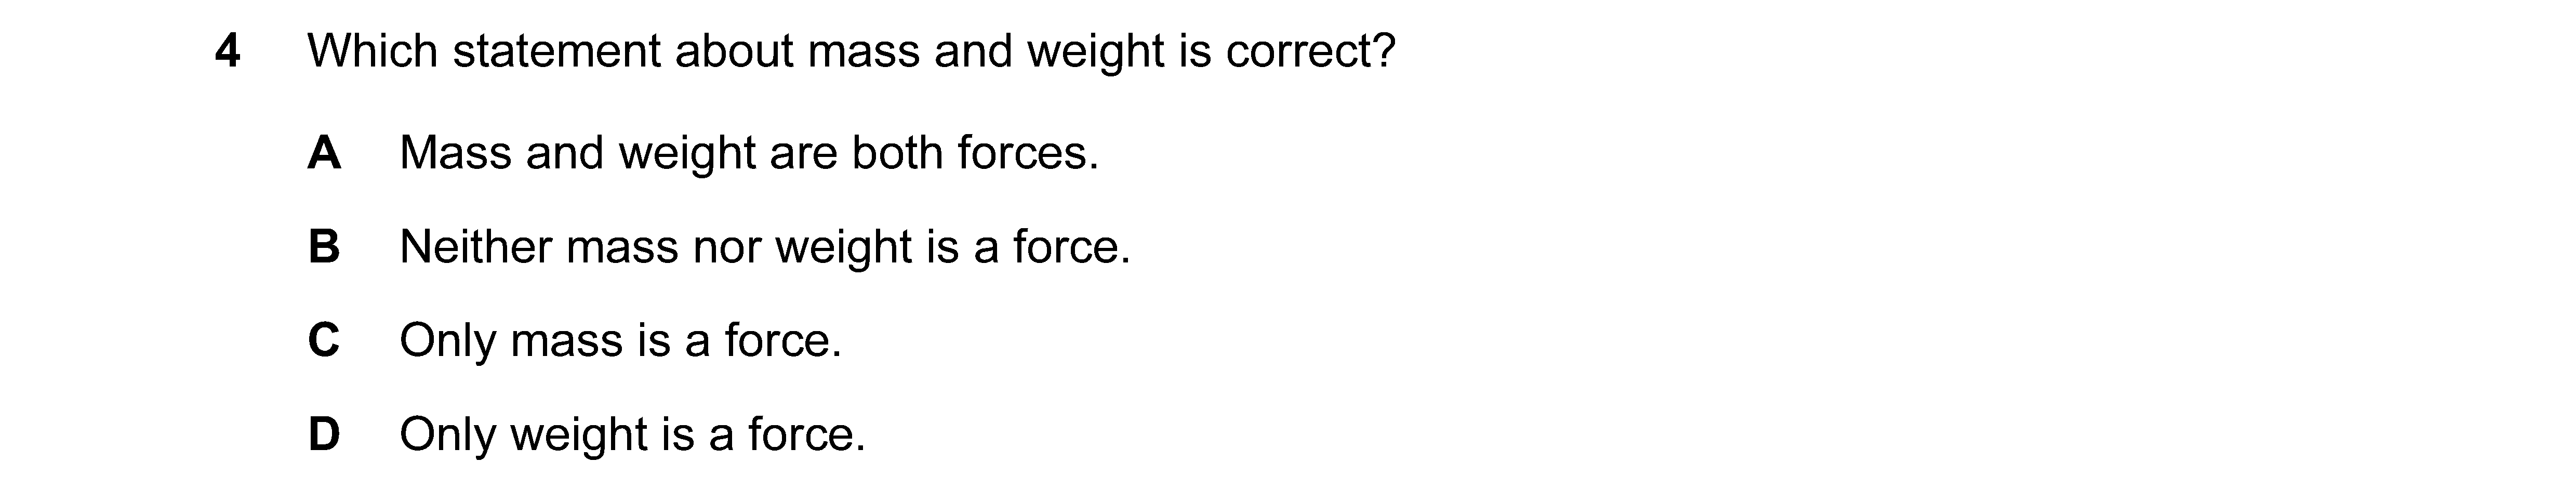 4 Which statement about mass and weight is correct?
A Mass and weight are both forces.
B Neither mass nor weight is a force.
C Only mass is a force.
D Only weight is a force.